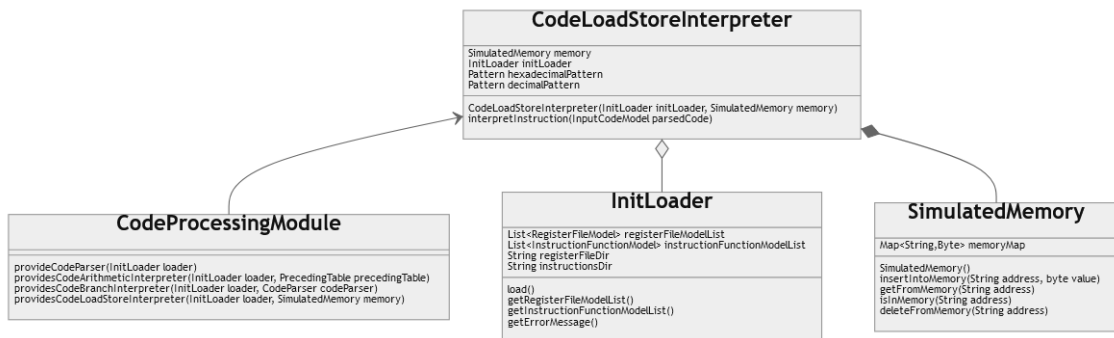 CodeLoadStoreInterpreter
SimulatedMemory memory
InitLoader initLoader
Pattern hexadecimalPattern
Pattern decimalPattern
CodeLoadStoreInterpreter(InitLoader initLoader, SimulatedMemory memory)
interpretInstruction(InputCodeModel parsedCode)
CodeProcessingModule
provideCodeParser(InitLoader loader)
providesCodeArithmeticInterpreter(InitLoader loader, PrecedingTable precedingTable)
providesCodeBranchInterpreter(InitLoader loader, CodeParser codeParser)
providesCodeLoadStoreInterpreter(InitLoader loader, SimulatedMemory memory)
InitLoader
List<RegisterFileModel> registerFileModelList
List<InstructionFunctionModel> instructionFunctionModelList
String registerFileDir
String instructionsDir
load()
getRegisterFileModelList()
getInstructionFunctionModelList()
getErrorMessage()
SimulatedMemory
Map<String,Byte> memoryMap
SimulatedMemory()
insertIntoMemory(String address, byte value)
getFromMemory(String address)
isInMemory(String address)
deleteFromMemory(String address)